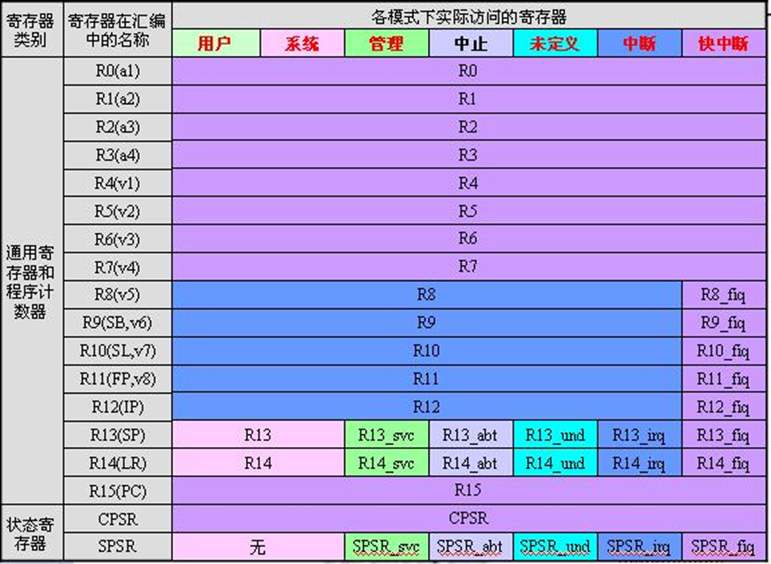 寄存器类别 寄存器在汇编中的名称 各模式下实际访问的寄存器
用户 系统 管理 中止 未定义 中断 快中断
通用寄存器和程序计数器
R0(a1) R0
R1(a2) R1
R2(a3) R2
R3(a4) R3
R4(v1) R4
R5(v2) R5
R6(v3) R6
R7(v4) R7
R8(v5) R8 R8_fiq
R9(SB,v6) R9 R9_fiq
R10(SL,v7) R10 R10_fiq
R11(FP,v8) R11 R11_fiq
R12(IP) R12 R12_fiq
R13(SP) R13 R13_svc R13_abt R13_und R13_irq R13_fiq
R14(LR) R14 R14_svc R14_abt R14_und R14_irq R14_fiq
R15(PC) R15
状态寄存器
CPSR CPSR
SPSR 无 SPSR_svc SPSR_abt SPSR_und SPSR_irq SPSR_fiq